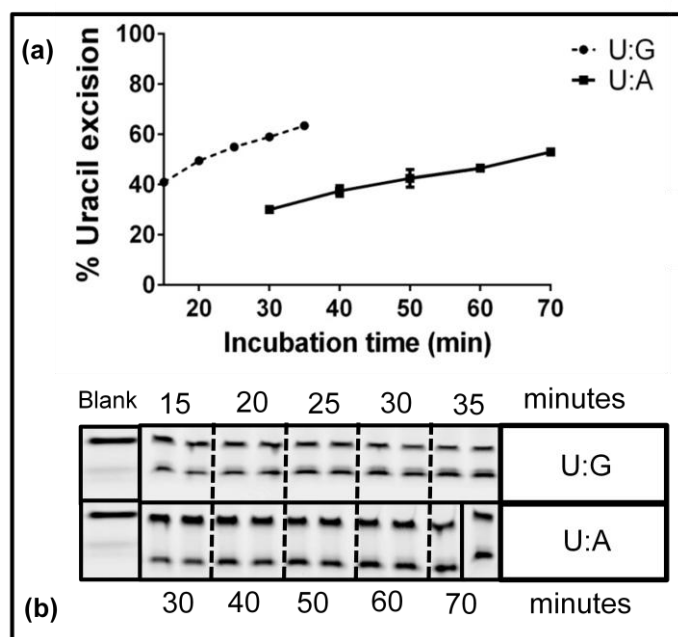 (a)
% Uracil excision
100
80
60
40
20
0
20 30 40 50 60 70
Incubation time (min)
U:G
U:A
Blank 15 20 25 30 35 minutes
U:G
U:A
(b) 30 40 50 60 70 minutes